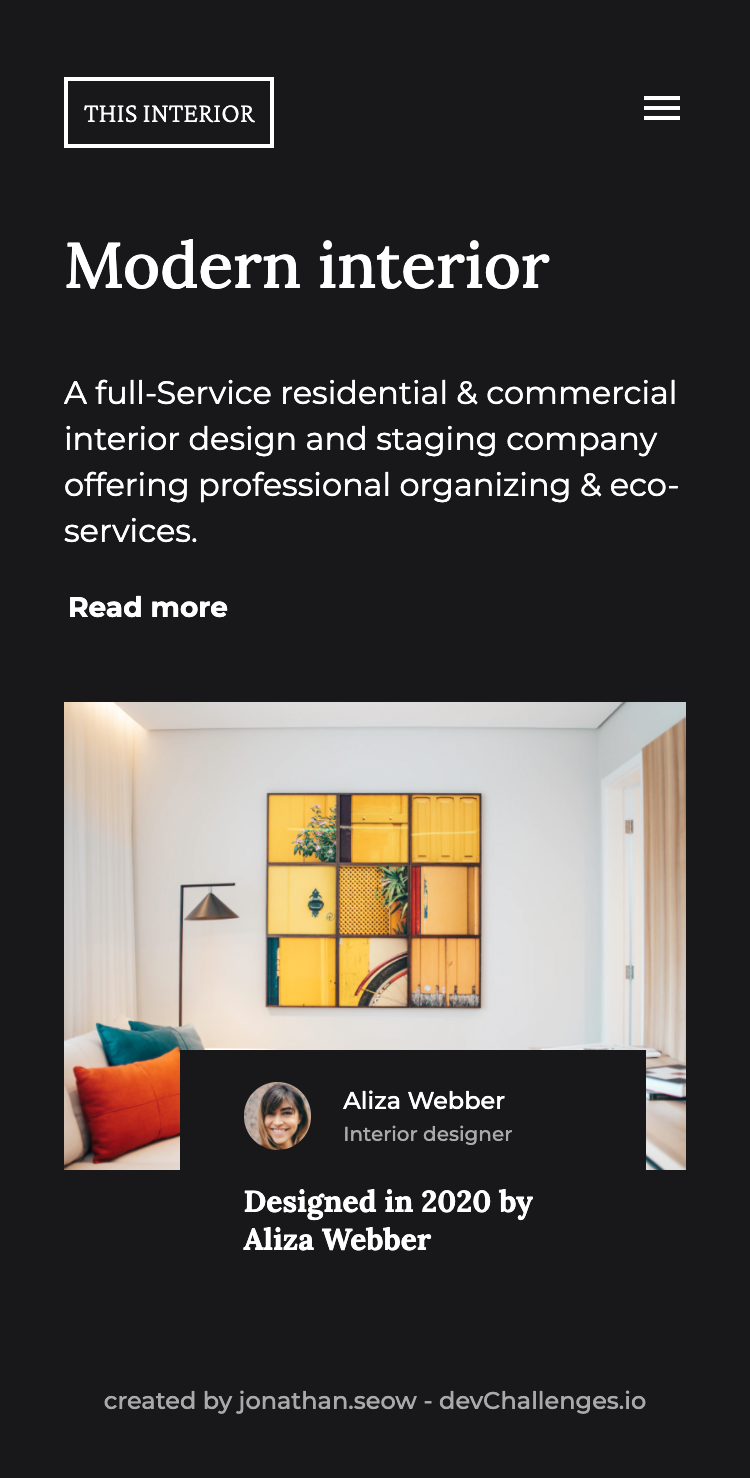 THIS INTERIOR
Modern interior
A full-Service residential & commercial
interior design and staging company
offering professional organizing & eco-
services.
Read more
Aliza Webber
Interior designer
Designed in 2020 by
Aliza Webber
created by jonathan.seow - devChallenges.io